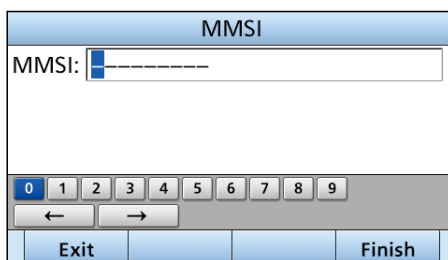 MMSI
MMSI: ---------
0 1 2 3 4 5 6 7 8 9
← →
Exit Finish